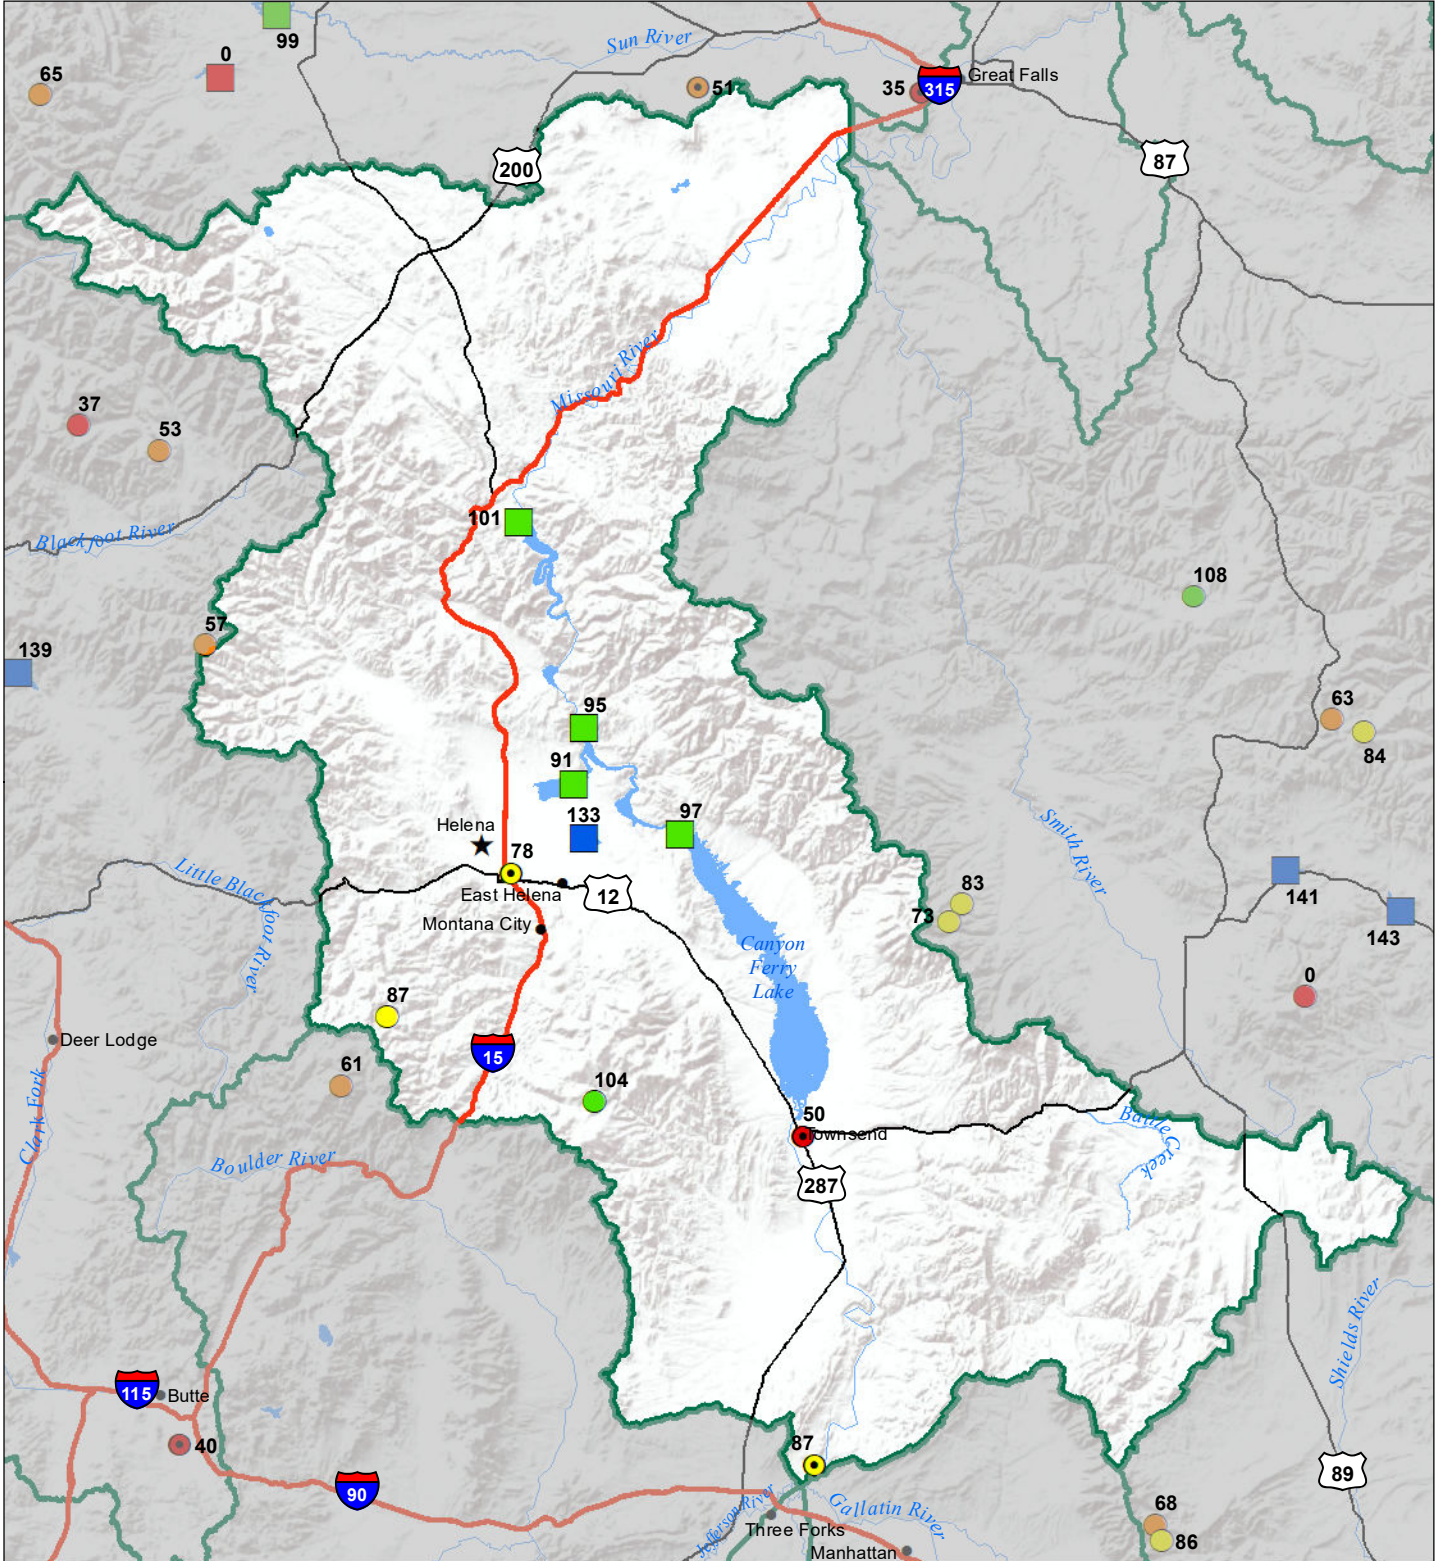 99
0
65
Sun River
51
35
315
Great Falls
200
87
Missouri River
37
53
101
Blackfoot River
108
57
139
63
84
95
91
133
97
Helena
78
East Helena
12
Montana City
Smith River
Little Blackfoot River
83
73
141
143
0
Canyon
Ferry
Lake
87
15
Deer Lodge
61
104
50
Townsend
Battle Creek
287
Clark Fork
Boulder River
Shields River
115
Butte
40
90
87
89
Jefferson River
Gallatin River
Three Forks
Manhattan
68
86